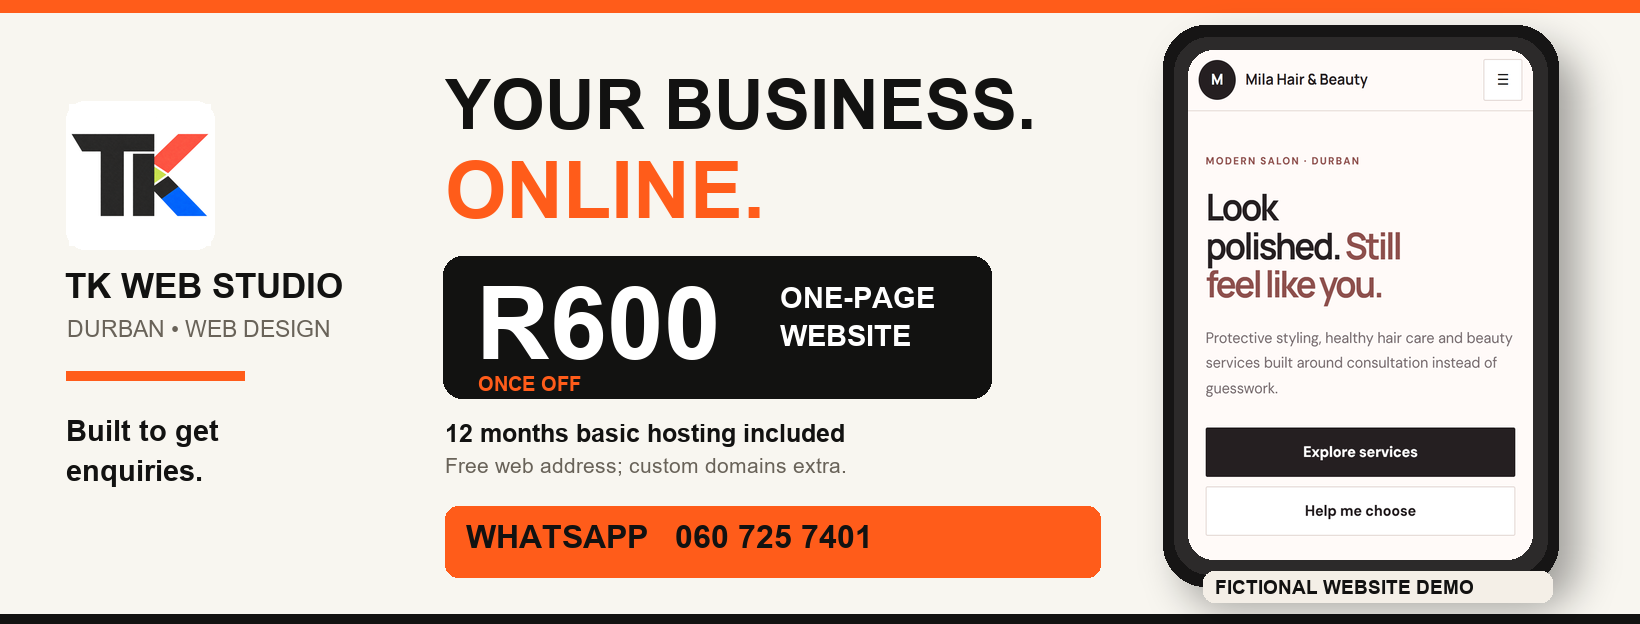 TK
TK WEB STUDIO
DURBAN • WEB DESIGN
Built to get
enquiries.
YOUR BUSINESS.
ONLINE.
R600
ONCE OFF
ONE-PAGE
WEBSITE
12 months basic hosting included
Free web address; custom domains extra.
WHATSAPP 060 725 7401
M Mila Hair & Beauty
MODERN SALON · DURBAN
Look
polished. Still
feel like you.
Protective styling, healthy hair care and beauty
services built around consultation instead of
guesswork.
Explore services
Help me choose
FICTIONAL WEBSITE DEMO